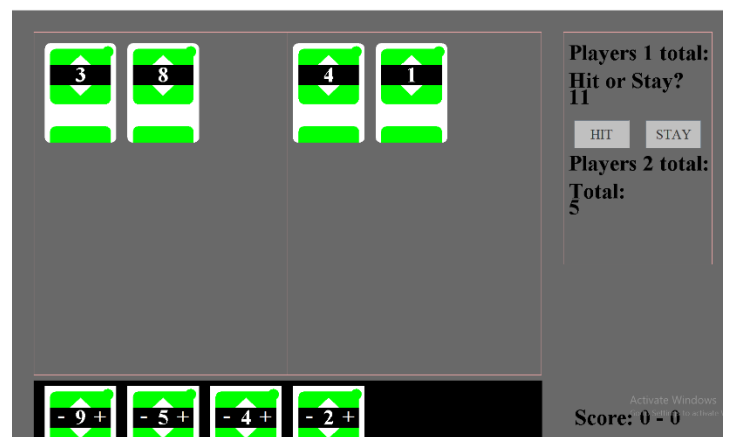 3 8 4 1
Players 1 total:
Hit or Stay?
11
HIT STAY
Players 2 total:
Total:
5
- 9 + - 5 + - 4 + - 2 +
Activate Windows
Score: 0 - 0